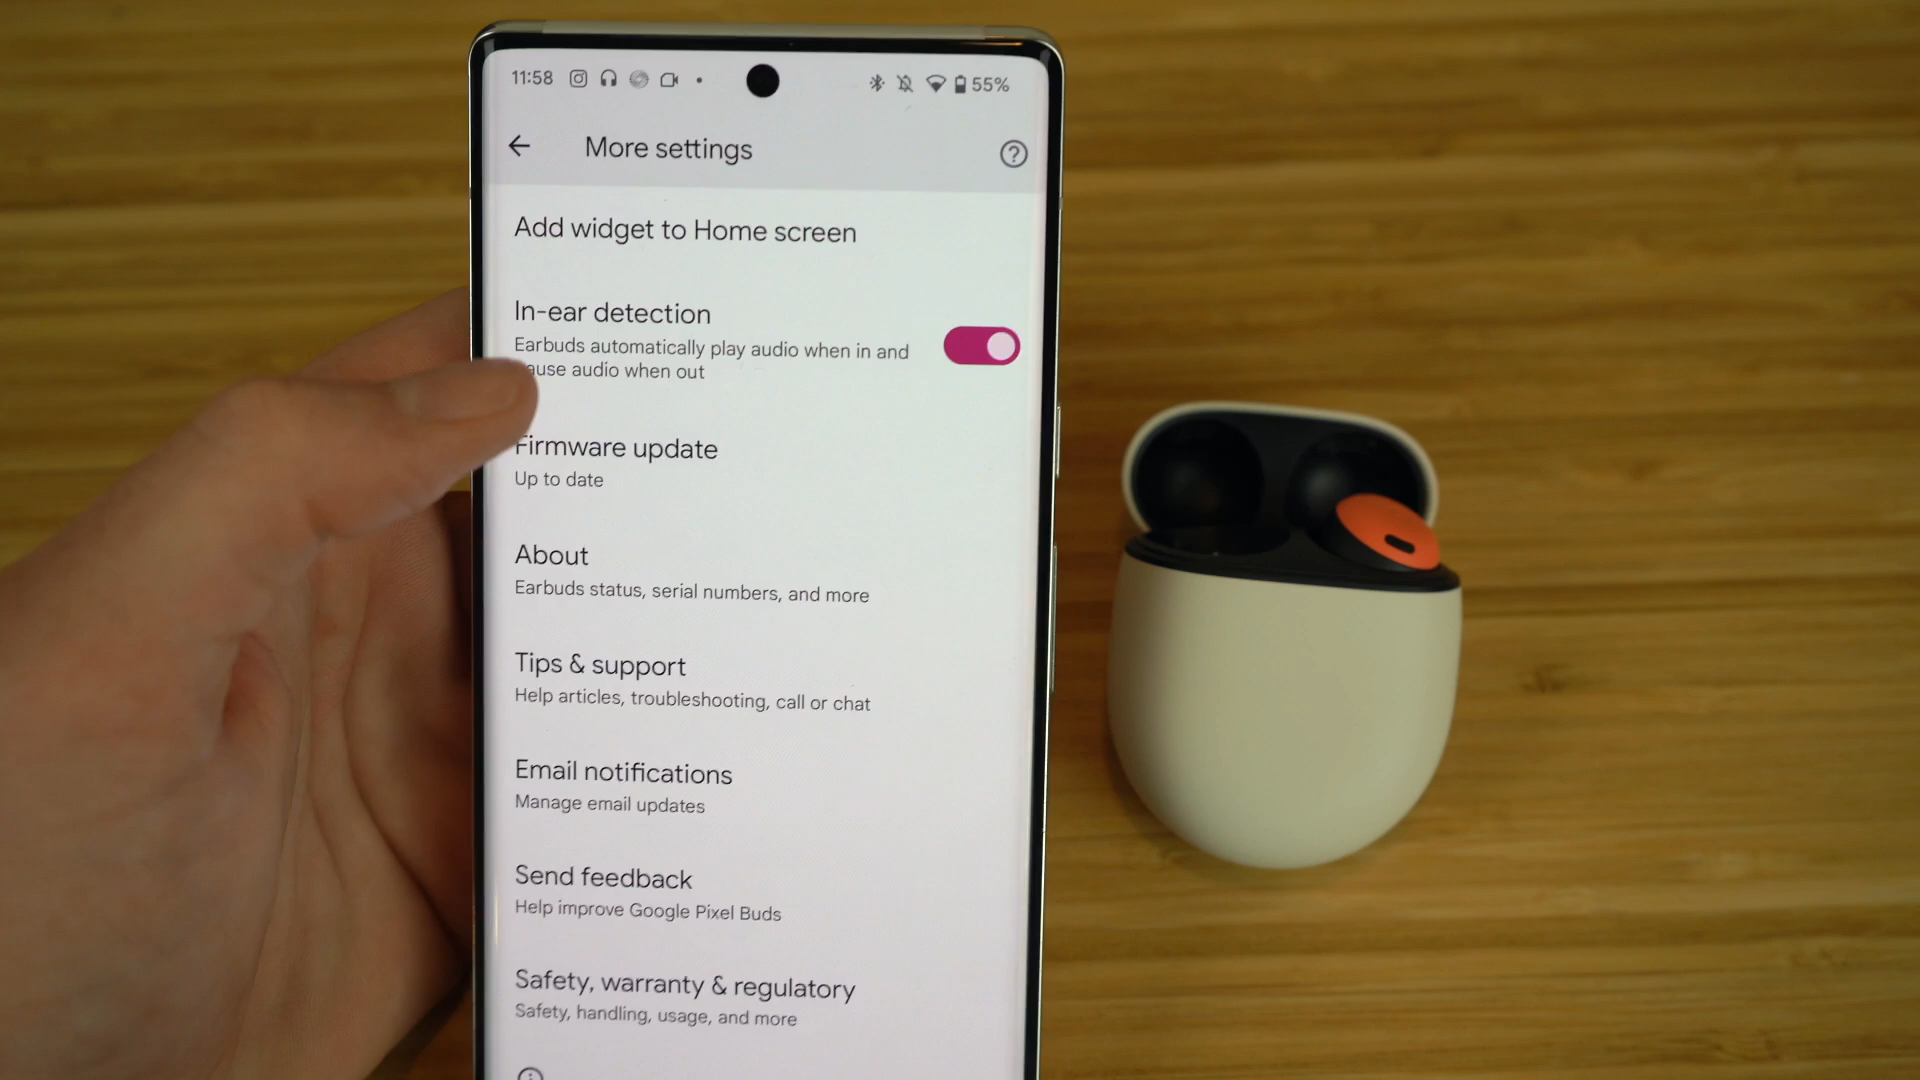 11:58 55%
More settings
Add widget to Home screen
In-ear detection
Earbuds automatically play audio when in and
ause audio when out
Firmware update
Up to date
About
Earbuds status, serial numbers, and more
Tips & support
Help articles, troubleshooting, call or chat
Email notifications
Manage email updates
Send feedback
Help improve Google Pixel Buds
Safety, warranty & regulatory
Safety, handling, usage, and more